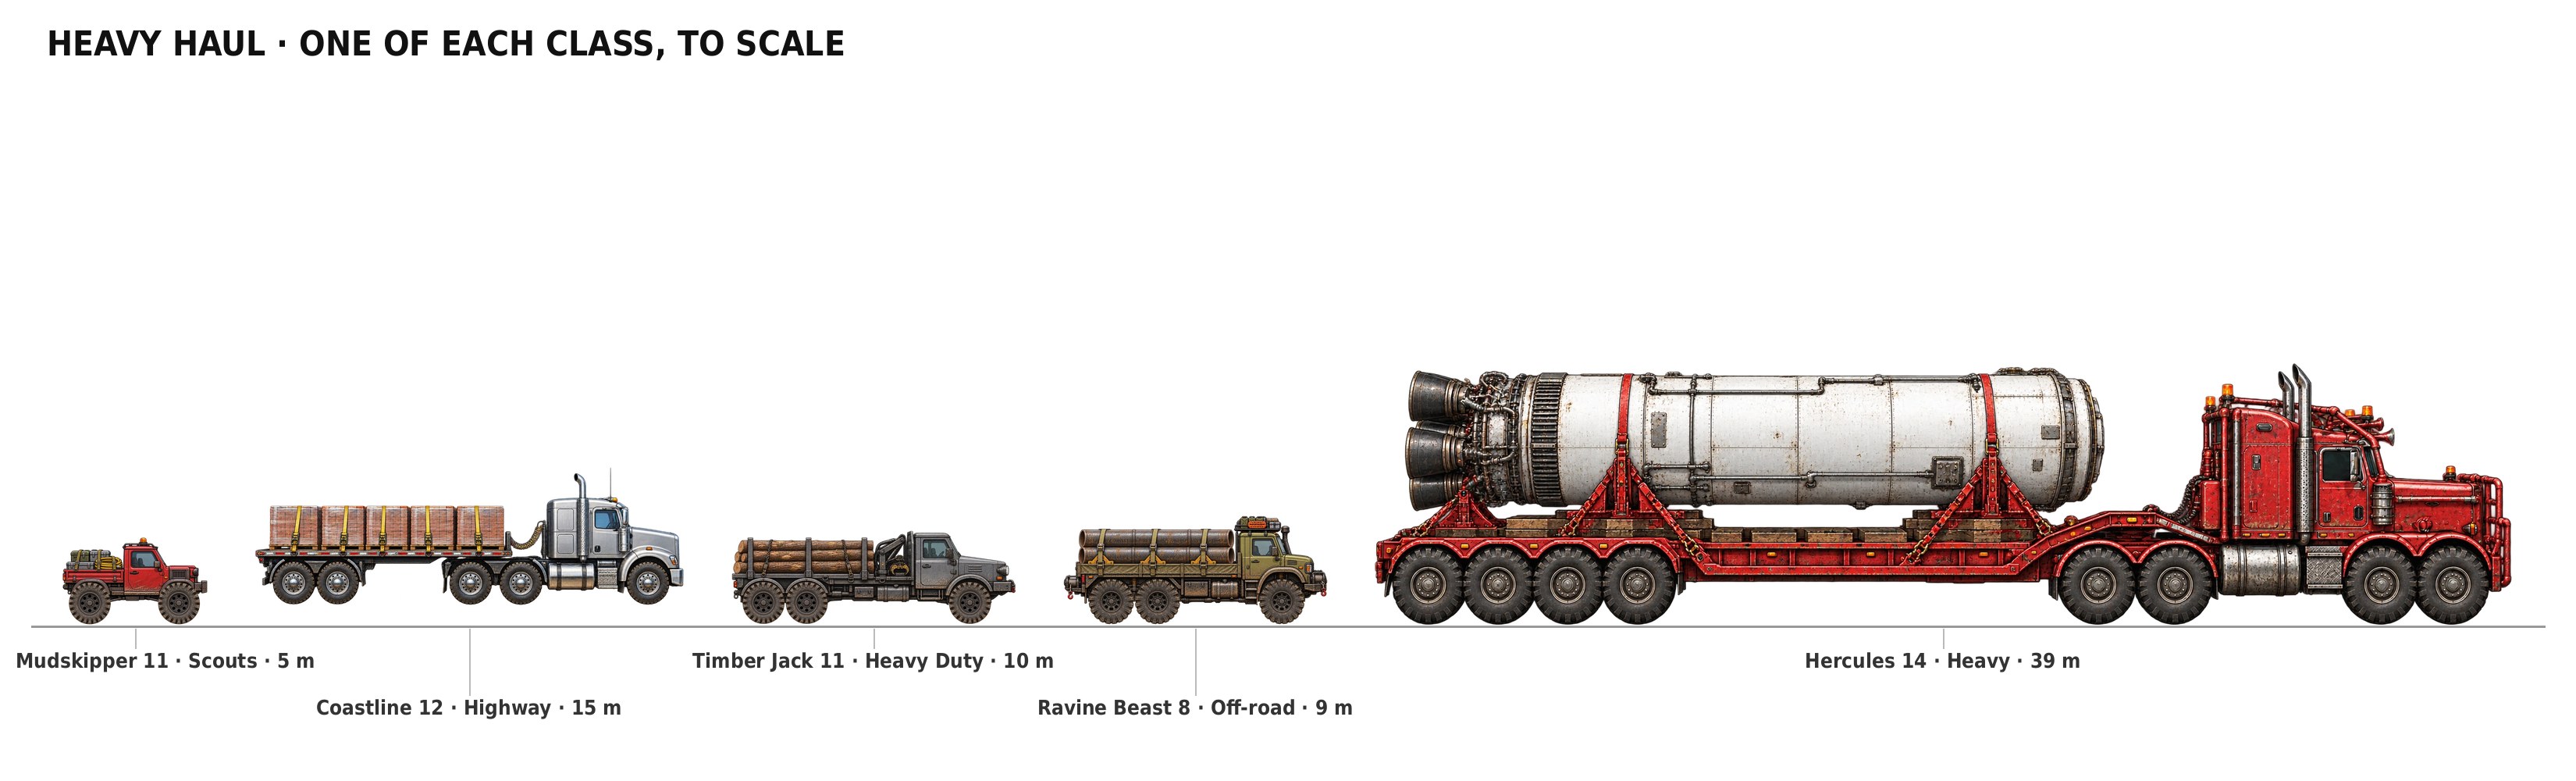 HEAVY HAUL · ONE OF EACH CLASS, TO SCALE
Mudskipper 11 · Scouts · 5 m
Coastline 12 · Highway · 15 m
Timber Jack 11 · Heavy Duty · 10 m
Ravine Beast 8 · Off-road · 9 m
Hercules 14 · Heavy · 39 m